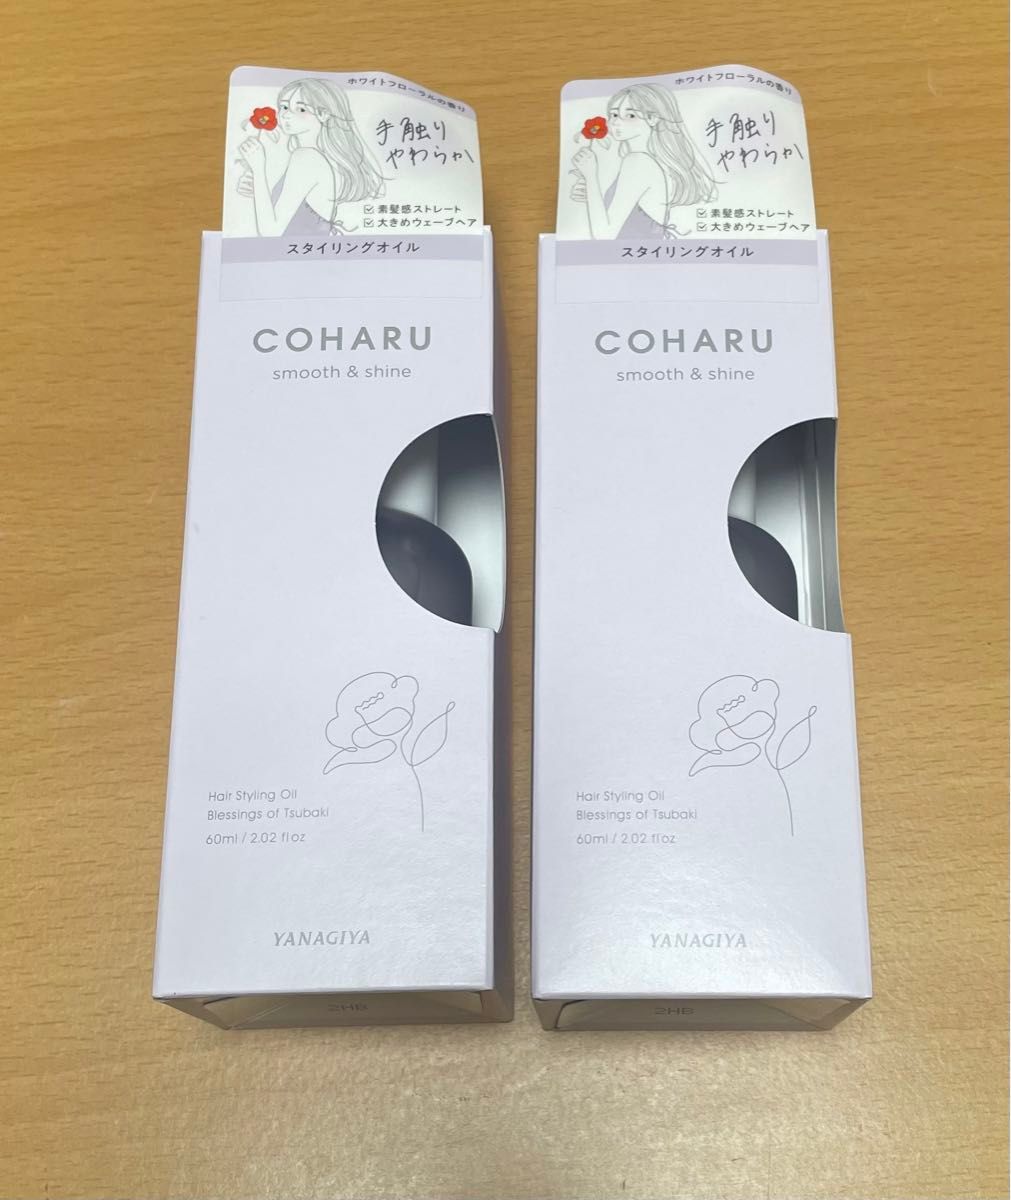 ホワイトフローラルの香り
手触り
やわらか
素髪感ストレート
大きめウェーブヘア
スタイリングオイル
COHARU
smooth & shine
Hair Styling Oil
Blessings of Tsubaki
60ml / 2.02 fl oz
YANAGIYA
2HB
ホワイトフローラルの香り
手触り
やわらか
素髪感ストレート
大きめウェーブヘア
スタイリングオイル
COHARU
smooth & shine
Hair Styling Oil
Blessings of Tsubaki
60ml / 2.02 fl oz
YANAGIYA
2HB